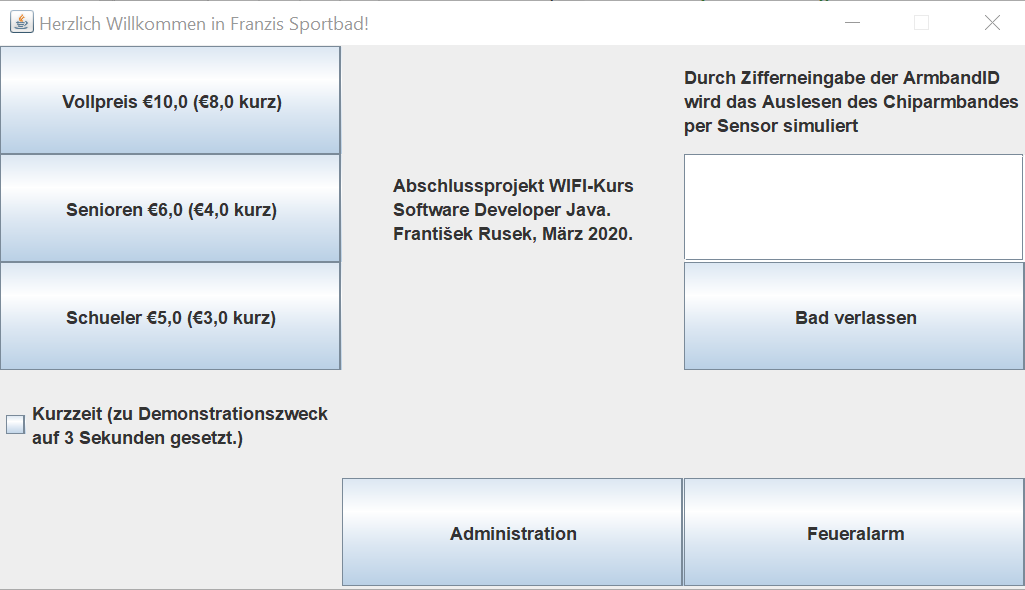 Herzlich Willkommen in Franzis Sportbad!
Vollpreis €10,0 (€8,0 kurz)
Senioren €6,0 (€4,0 kurz)
Schueler €5,0 (€3,0 kurz)
Kurzzeit (zu Demonstrationszweck
auf 3 Sekunden gesetzt.)
Abschlussprojekt WIFI-Kurs
Software Developer Java.
František Rusek, März 2020.
Durch Zifferneingabe der ArmbandID
wird das Auslesen des Chiparmbandes
per Sensor simuliert
Bad verlassen
Administration
Feueralarm